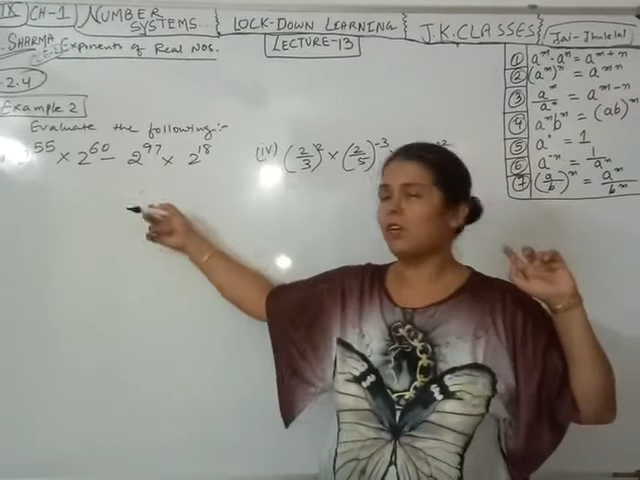 IX CH-1 NUMBER SYSTEMS... LOCK-DOWN LEARNING J.K.CLASSES Jai-Jhulelal
SHARMA Exponents of Real Nos. LECTURE-13
2.4
Example 2
Evaluate the following:-
⁵⁵ × 2⁶⁰ – 2⁹⁷ × 2¹⁸
(iv) (2/3)² × (2/5)⁻³
① aᵐ·aⁿ = aᵐ⁺ⁿ
② (aᵐ)ⁿ = aᵐⁿ
③ aᵐ/aⁿ = aᵐ⁻ⁿ
④ aᵐbᵐ = (ab)ᵐ
⑤ a⁰ = 1
⑥ a⁻ⁿ = 1/aⁿ
⑦ (a/b)ⁿ = aⁿ/bⁿ